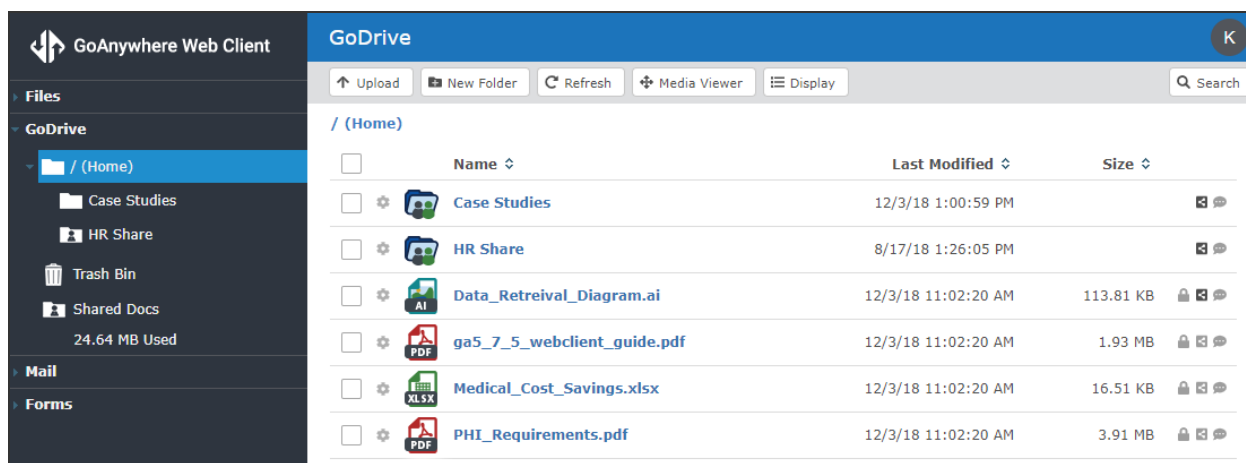 GoAnywhere Web Client
GoDrive
K
Upload New Folder Refresh Media Viewer Display Search
Files
GoDrive
/ (Home)
Case Studies
HR Share
Trash Bin
Shared Docs
24.64 MB Used
Mail
Forms
/ (Home)
Name Last Modified Size
Case Studies 12/3/18 1:00:59 PM
HR Share 8/17/18 1:26:05 PM
AI Data_Retreival_Diagram.ai 12/3/18 11:02:20 AM 113.81 KB
PDF ga5_7_5_webclient_guide.pdf 12/3/18 11:02:20 AM 1.93 MB
XLSX Medical_Cost_Savings.xlsx 12/3/18 11:02:20 AM 16.51 KB
PDF PHI_Requirements.pdf 12/3/18 11:02:20 AM 3.91 MB